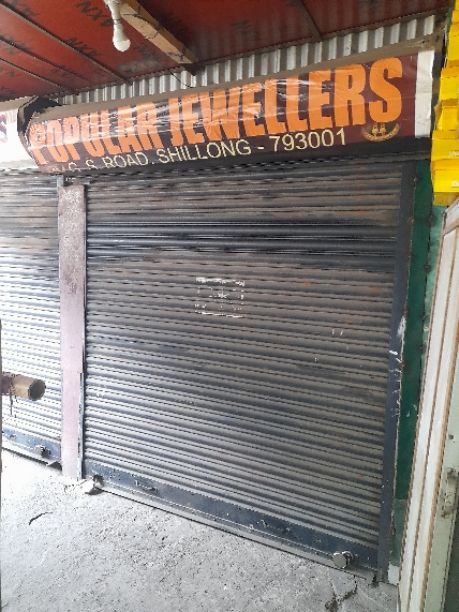 POPULAR JEWELLERS
G. S. ROAD, SHILLONG - 793001